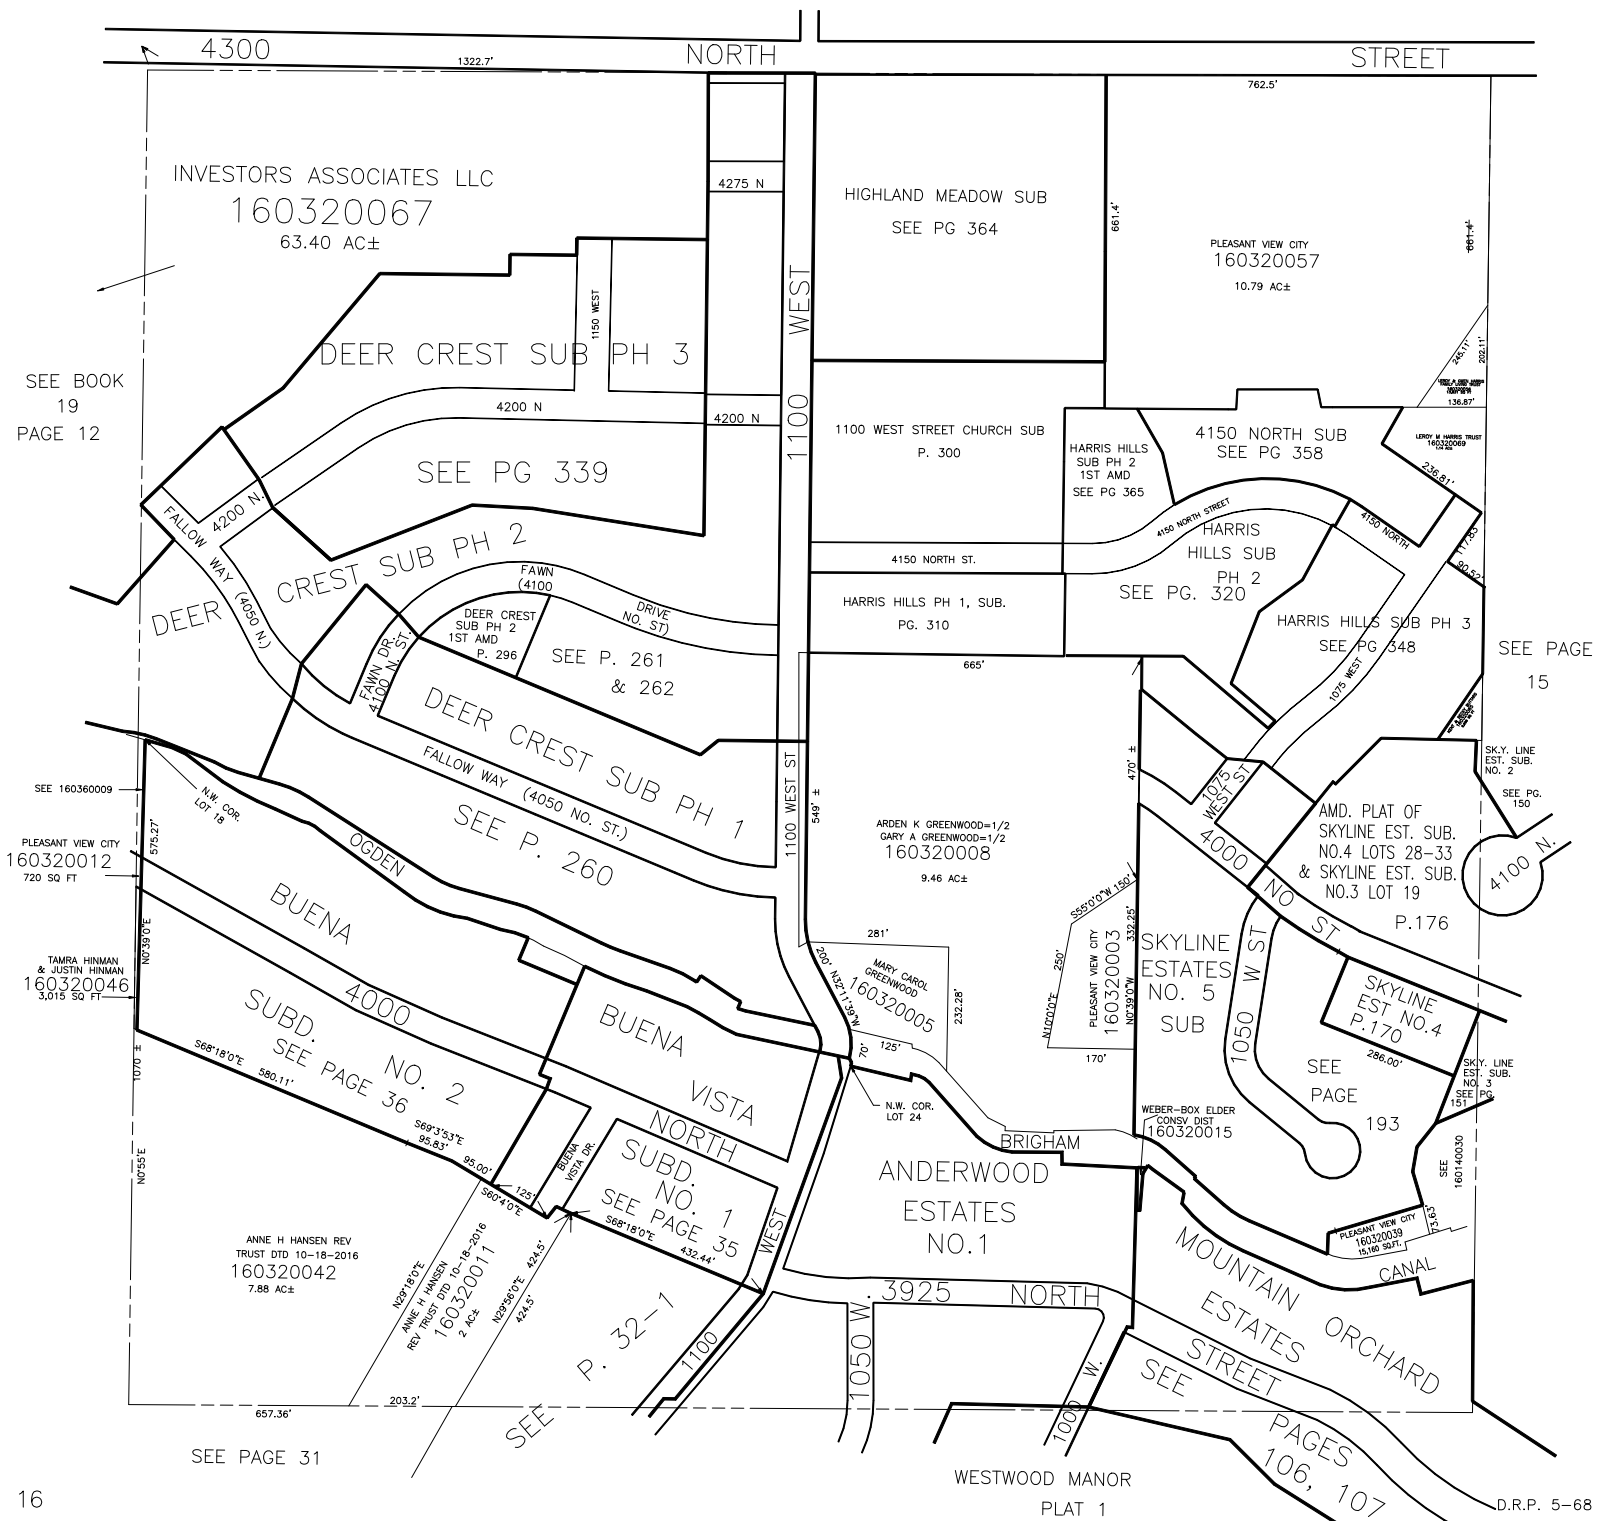 4300 NORTH STREET
1322.7'
762.5'
INVESTORS ASSOCIATES LLC
160320067
63.40 AC±
4275 N
HIGHLAND MEADOW SUB
SEE PG 364
661.4'
661.4'
PLEASANT VIEW CITY
160320057
10.79 AC±
1100 WEST
1150 WEST
DEER CREST SUB PH 3
SEE BOOK
19
PAGE 12
4200 N
4200 N
SEE PG 339
1100 WEST STREET CHURCH SUB
P. 300
HARRIS HILLS
SUB PH 2
1ST AMD
SEE PG 365
4150 NORTH SUB
SEE PG 358
245.11'
202.11'
136.87'
LEROY M HARRIS TRUST
160320069
236.81'
FALLOW WAY (4050 N.)
4200 N.
DEER CREST SUB PH 2
4150 NORTH ST.
4150 NORTH STREET
4150 NORTH
HARRIS
HILLS SUB
PH 2
SEE PG. 320
117.83'
90.52'
FAWN DRIVE
(4100 NO. ST)
DEER CREST
SUB PH 2
1ST AMD
P. 296
SEE P. 261
& 262
FAWN DR.
4100 N. ST.
HARRIS HILLS PH 1, SUB.
PG. 310
HARRIS HILLS SUB PH 3
SEE PG 348
1075 WEST
SEE PAGE
15
665'
DEER CREST SUB PH 1
FALLOW WAY (4050 NO. ST.)
SEE P. 260
1100 WEST ST
549' ±
470' ±
ARDEN K GREENWOOD=1/2
GARY A GREENWOOD=1/2
160320008
9.46 AC±
1075
WEST ST
SK.Y. LINE
EST. SUB.
NO. 2
SEE PG.
150
AMD. PLAT OF
SKYLINE EST. SUB.
NO.4 LOTS 28-33
& SKYLINE EST. SUB.
NO.3 LOT 19
P.176
4100 N.
4000 NO ST
SEE 160360009
N.W. COR.
LOT 18
575.27'
PLEASANT VIEW CITY
160320012
720 SQ FT
OGDEN
BUENA
N0°39'0"E
TAMRA HINMAN
& JUSTIN HINMAN
160320046
3,015 SQ FT
4000
SUBD. NO. 2
SEE PAGE 36
S68°18'0"E
580.11'
S69°3'53"E
95.83'
95.00'
1070 ±
N0°55'E
BUENA VISTA
NORTH
BUENA
VISTA DR.
SUBD.
NO. 1
SEE PAGE 35
S68°18'0"E
432.44'
WEST
S60°4'0"E
125'
281'
200' N32°11'39"W
MARY CAROL
GREENWOOD
160320005
232.28'
70'
125'
N.W. COR.
LOT 24
S55°0'0"W 150'
250'
N10°0'0"E
PLEASANT VIEW CITY
160320003
332.25'
N0°39'0"W
170'
SKYLINE
ESTATES
NO. 5
SUB
1050 W ST
SKYLINE
EST NO.4
P.170
286.00'
SEE
PAGE
193
SK.Y. LINE
EST. SUB.
NO. 3
SEE PG.
151
WEBER-BOX ELDER
CONSV DIST
160320015
BRIGHAM
ANDERWOOD
ESTATES
NO.1
SEE
160140030
PLEASANT VIEW CITY
160320039
15,160 SQ.FT.
73.63'
CANAL
ANNE H HANSEN REV
TRUST DTD 10-18-2016
160320042
7.88 AC±
N29°18'0"E
ANNE H HANSEN
REV TRUST DTD 10-18-2016
160320011
2 AC±
N29°56'0"E 424.5'
424.5'
MOUNTAIN ORCHARD
ESTATES
3925 NORTH STREET
1050 W.
1000 W.
1100
SEE P. 32-1
SEE
PAGES
106, 107
657.36'
203.2'
SEE PAGE 31
WESTWOOD MANOR
PLAT 1
16
D.R.P. 5-68